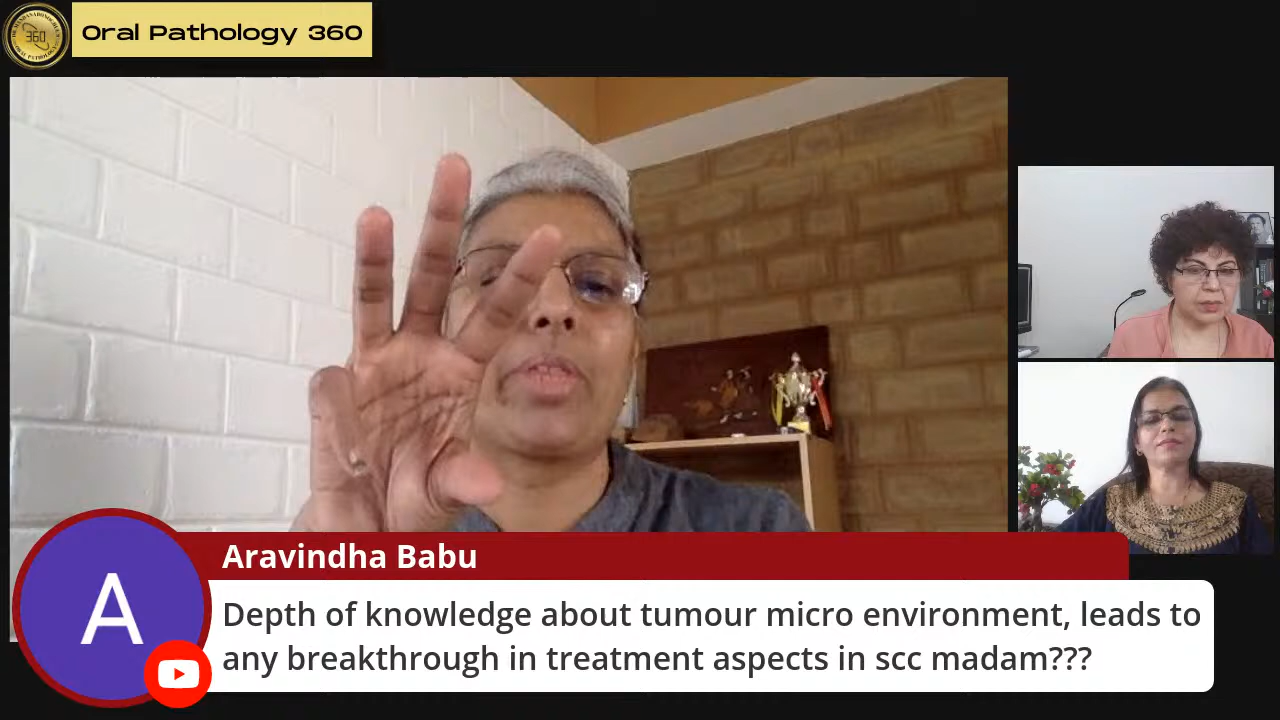 360
Oral Pathology 360
Aravindha Babu
A
Depth of knowledge about tumour micro environment, leads to
any breakthrough in treatment aspects in scc madam???